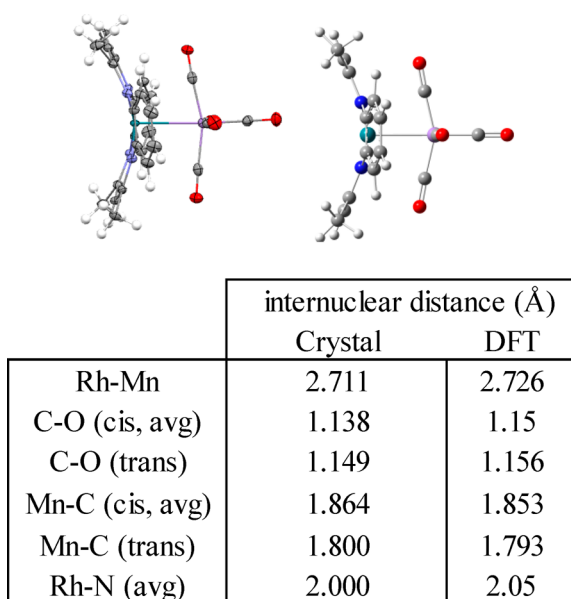 internuclear distance (Å)
Crystal DFT
Rh-Mn 2.711 2.726
C-O (cis, avg) 1.138 1.15
C-O (trans) 1.149 1.156
Mn-C (cis, avg) 1.864 1.853
Mn-C (trans) 1.800 1.793
Rh-N (avg) 2.000 2.05